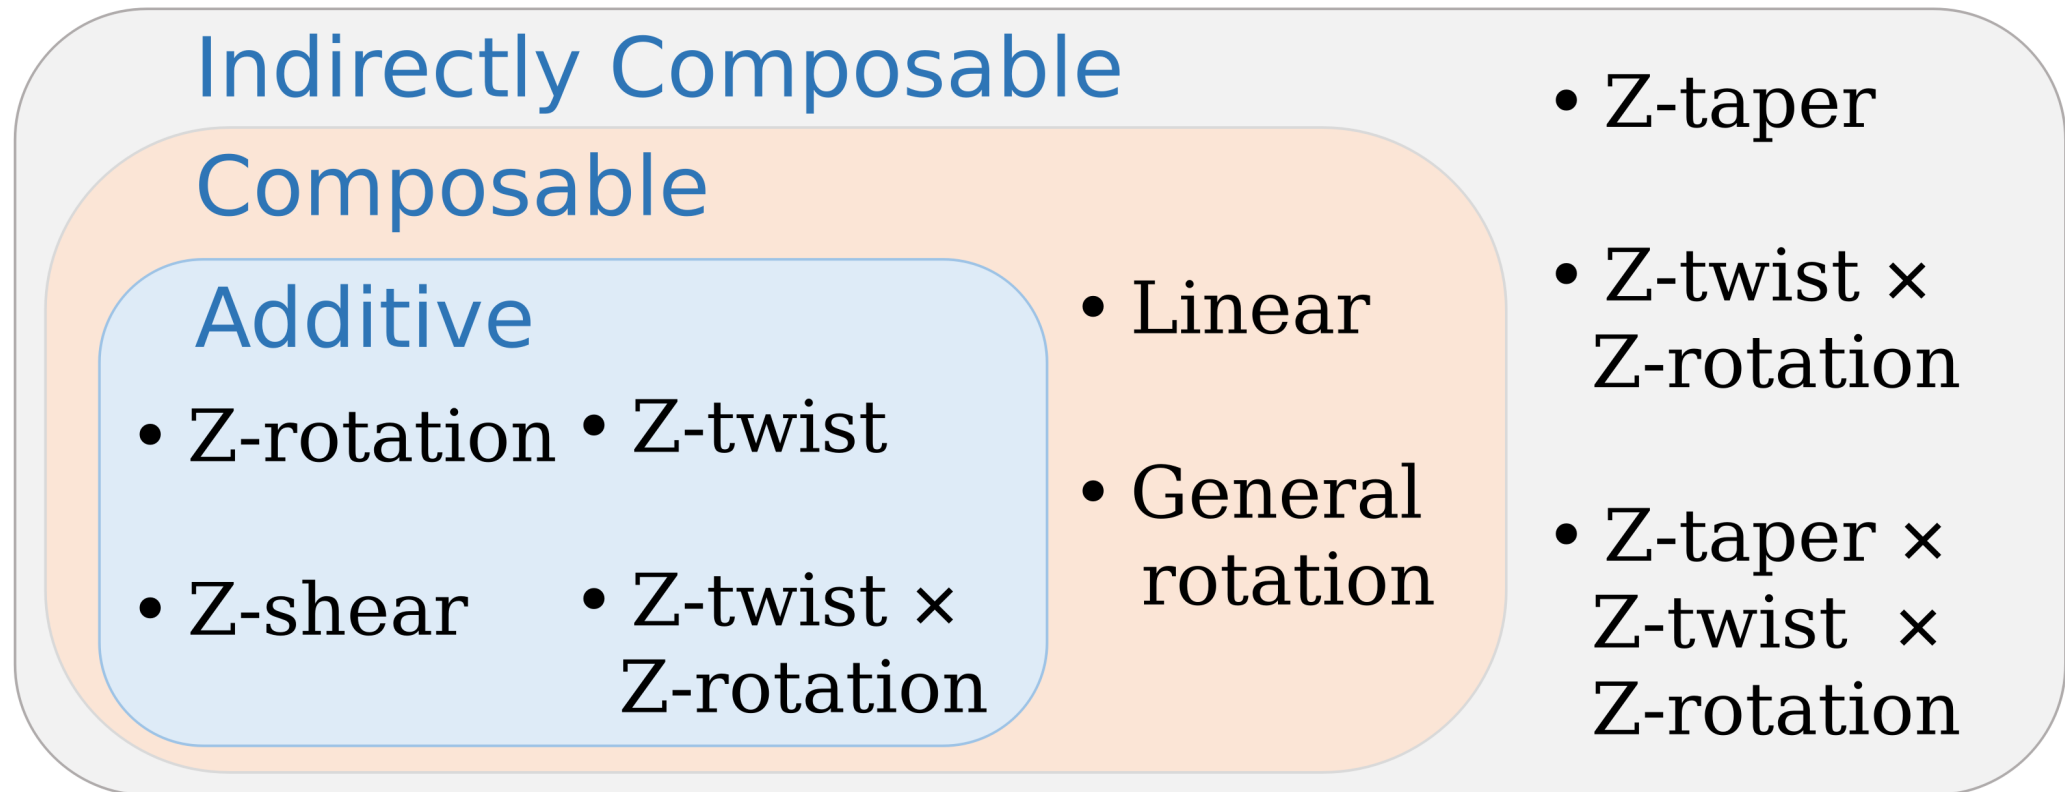 Indirectly Composable
Composable
Additive
• Z-rotation
• Z-shear
• Z-twist
• Z-twist ×
Z-rotation
• Linear
• General
rotation
• Z-taper
• Z-twist ×
Z-rotation
• Z-taper ×
Z-twist ×
Z-rotation